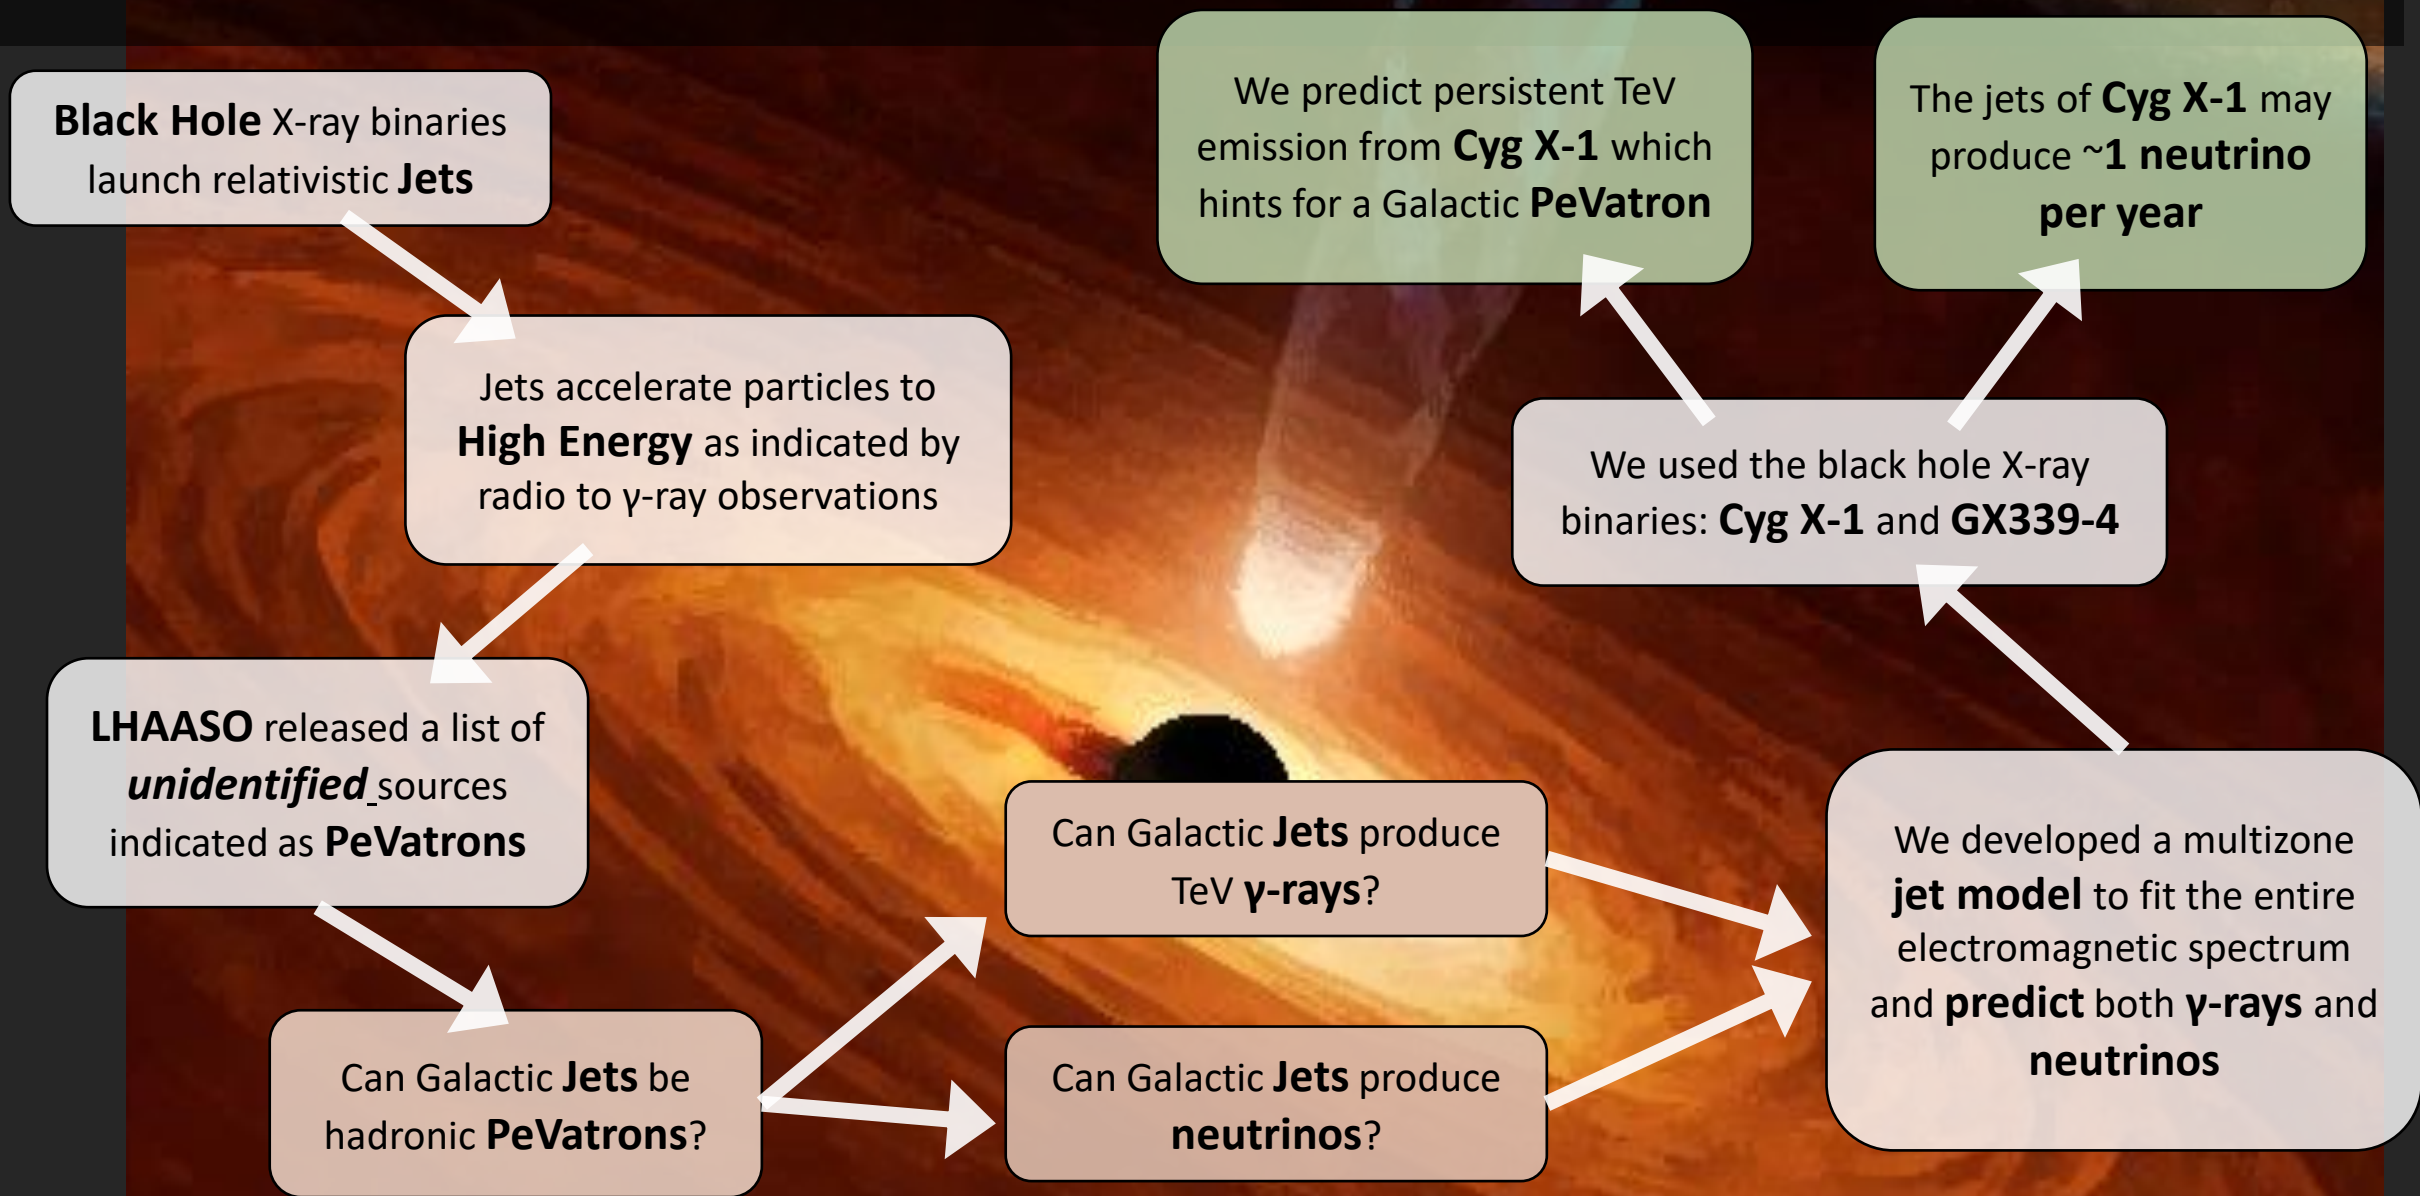 Black Hole X-ray binaries
launch relativistic Jets
Jets accelerate particles to
High Energy as indicated by
radio to γ-ray observations
LHAASO released a list of
unidentified sources
indicated as PeVatrons
Can Galactic Jets be
hadronic PeVatrons?
Can Galactic Jets produce
TeV γ-rays?
Can Galactic Jets produce
neutrinos?
We developed a multizone
jet model to fit the entire
electromagnetic spectrum
and predict both γ-rays and
neutrinos
We used the black hole X-ray
binaries: Cyg X-1 and GX339-4
We predict persistent TeV
emission from Cyg X-1 which
hints for a Galactic PeVatron
The jets of Cyg X-1 may
produce ~1 neutrino
per year